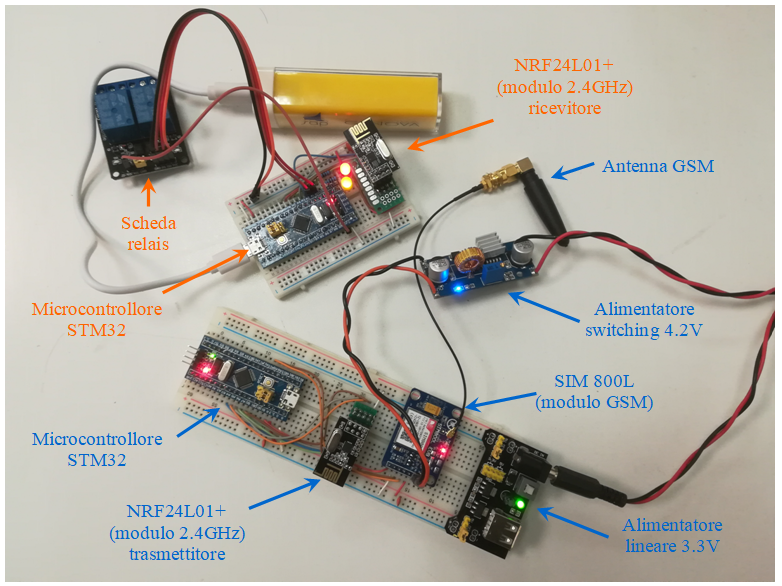 NRF24L01+
(modulo 2.4GHz)
ricevitore
Antenna GSM
Scheda
relais
Microcontrollore
STM32
Alimentatore
switching 4.2V
SIM 800L
(modulo GSM)
Microcontrollore
STM32
NRF24L01+
(modulo 2.4GHz)
trasmettitore
Alimentatore
lineare 3.3V